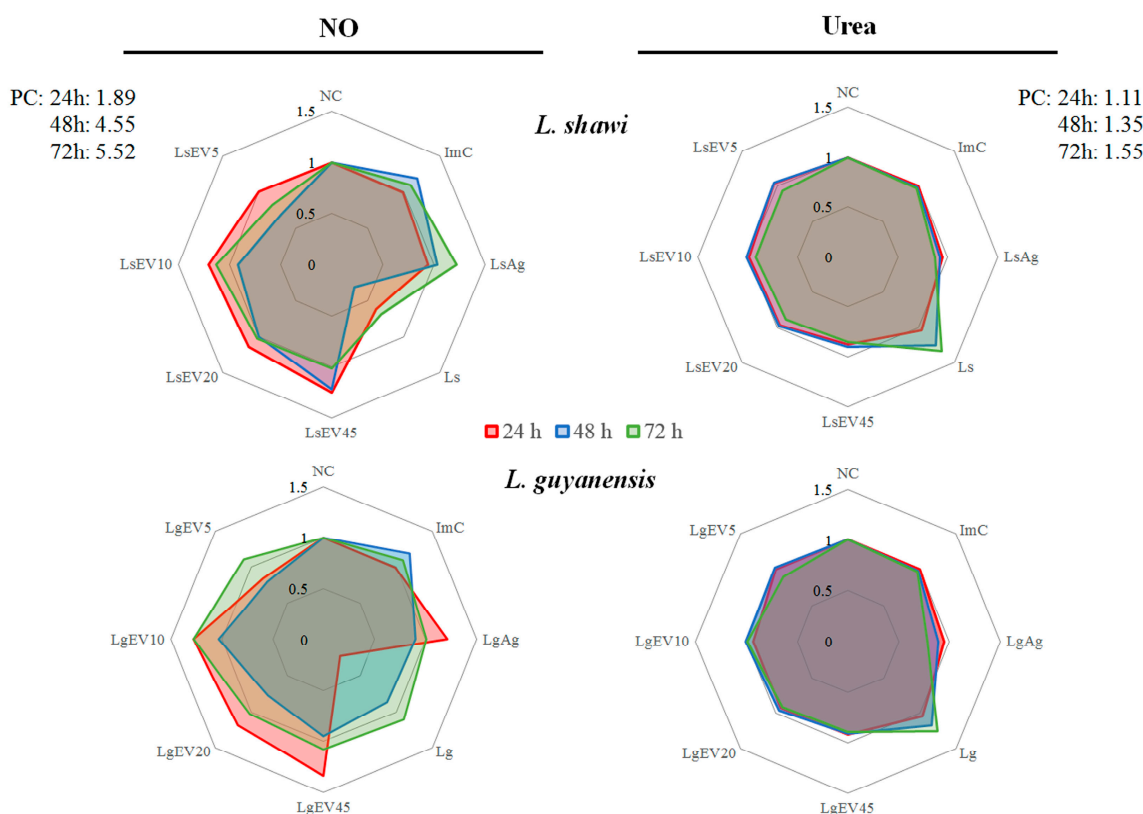 NO
Urea
PC: 24h: 1.89
48h: 4.55
72h: 5.52
PC: 24h: 1.11
48h: 1.35
72h: 1.55
L. shawi
NC
1.5
1
0.5
0
ImC
LsAg
Ls
LsEV45
LsEV20
LsEV10
LsEV5
NC
1.5
1
0.5
0
ImC
LsAg
Ls
LsEV45
LsEV20
LsEV10
LsEV5
24 h 48 h 72 h
L. guyanensis
NC
1.5
1
0.5
0
ImC
LgAg
Lg
LgEV45
LgEV20
LgEV10
LgEV5
NC
1.5
1
0.5
0
ImC
LgAg
Lg
LgEV45
LgEV20
LgEV10
LgEV5